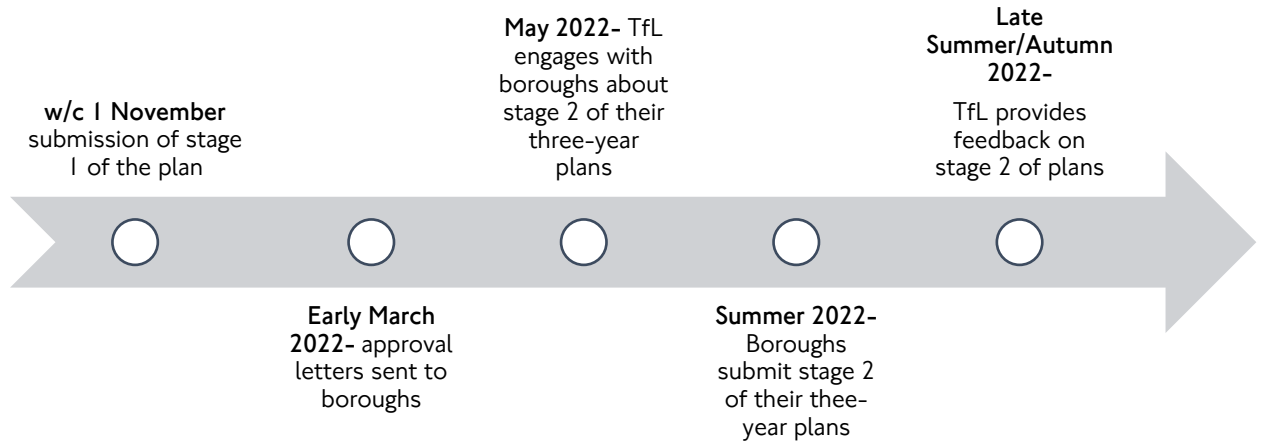 w/c 1 November
submission of stage
1 of the plan
Early March
2022- approval
letters sent to
boroughs
May 2022- TfL
engages with
boroughs about
stage 2 of their
three-year
plans
Summer 2022-
Boroughs
submit stage 2
of their thee-
year plans
Late
Summer/Autumn
2022-
TfL provides
feedback on
stage 2 of plans